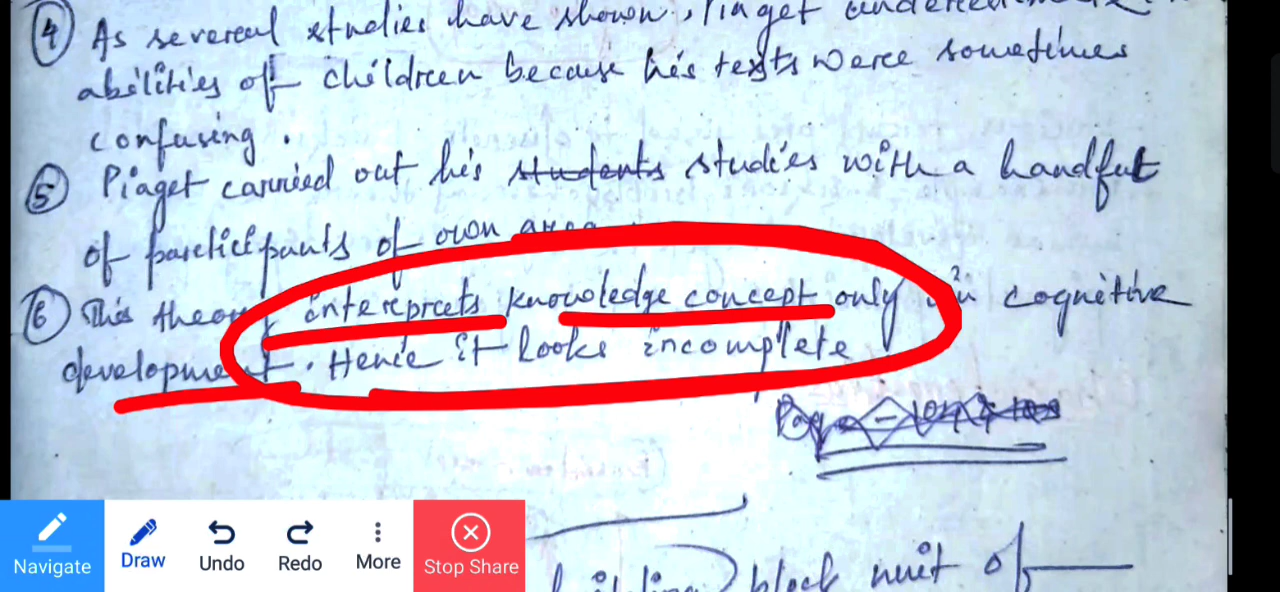 ④ As several studies have shown, Piaget
abilities of children because his texts were sometimes
confusing.
⑤ Piaget carried out his students studies with a handful
of participants of own area
⑥ This theory interprets knowledge concept only in cognitive
development. Hence it looks incomplete
block unit of
Navigate
Draw
Undo
Redo
More
Stop Share